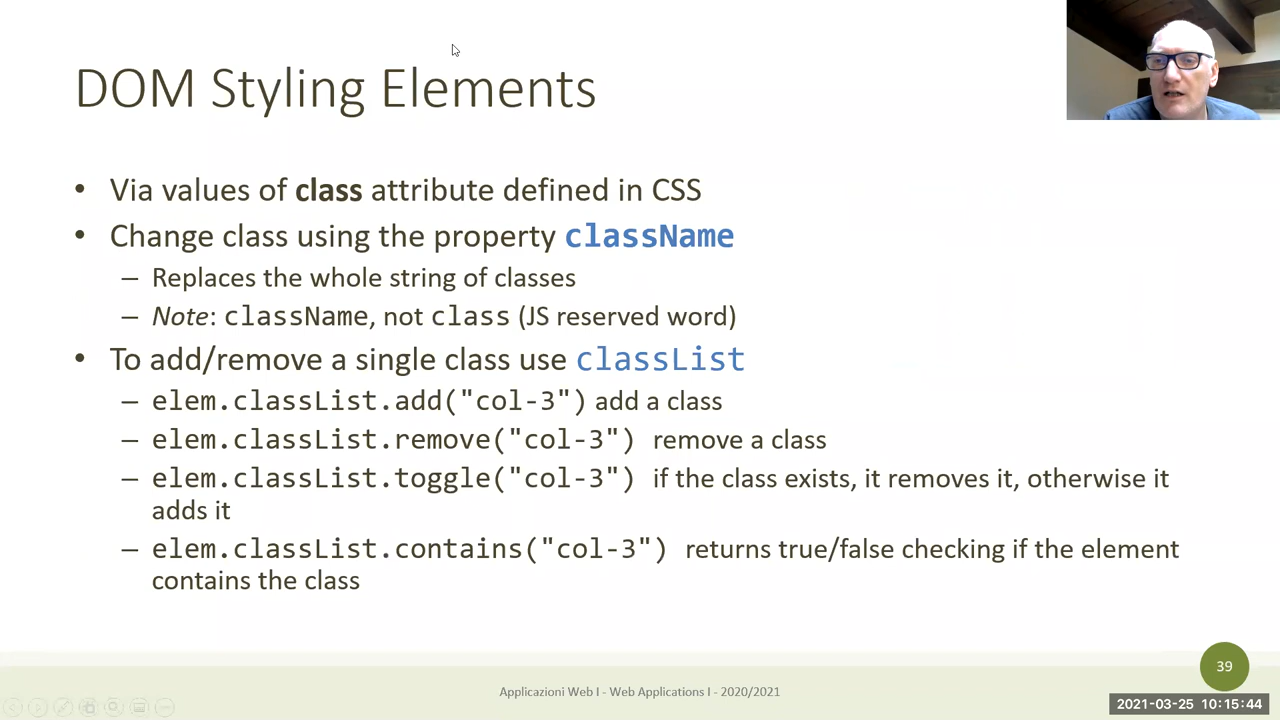 DOM Styling Elements
• Via values of class attribute defined in CSS
• Change class using the property className
– Replaces the whole string of classes
– Note: className, not class (JS reserved word)
• To add/remove a single class use classList
– elem.classList.add("col-3") add a class
– elem.classList.remove("col-3") remove a class
– elem.classList.toggle("col-3") if the class exists, it removes it, otherwise it
adds it
– elem.classList.contains("col-3") returns true/false checking if the element
contains the class
39
Applicazioni Web I - Web Applications I - 2020/2021
2021-03-25 10:15:44